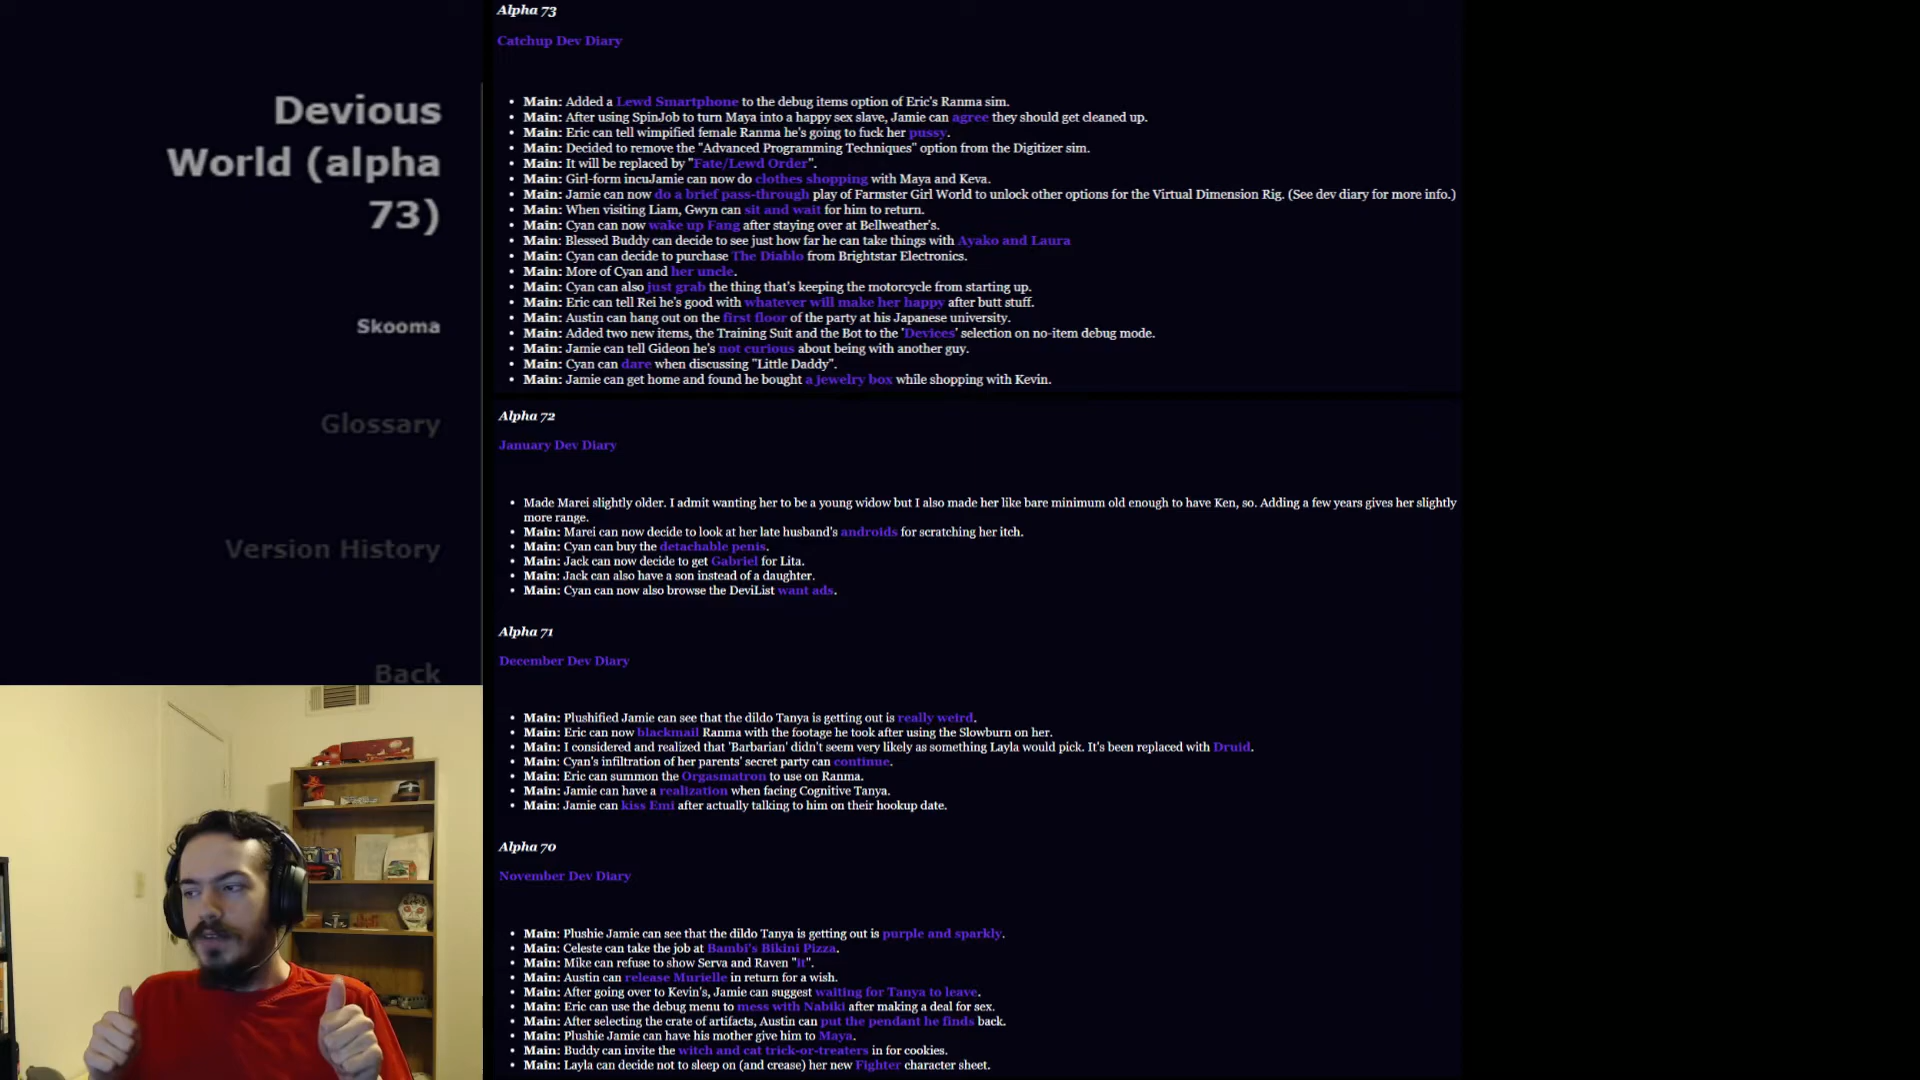 Devious
World (alpha
73)
Skooma
Glossary
Version History
Back
Alpha 73
Catchup Dev Diary
Main: Added a Lewd Smartphone to the debug items option of Eric's Ranma sim.
Main: After using SpinJob to turn Maya into a happy sex slave, Jamie can agree they should get cleaned up.
Main: Eric can tell wimpified female Ranma he's going to fuck her pussy.
Main: Decided to remove the "Advanced Programming Techniques" option from the Digitizer sim.
Main: It will be replaced by "Fate/Lewd Order".
Main: Girl-form incuJamie can now do clothes shopping with Maya and Keva.
Main: Jamie can now do a brief pass-through play of Farmster Girl World to unlock other options for the Virtual Dimension Rig. (See dev diary for more info.)
Main: When visiting Liam, Gwyn can sit and wait for him to return.
Main: Cyan can now wake up Fang after staying over at Bellweather's.
Main: Blessed Buddy can decide to see just how far he can take things with Ayako and Laura
Main: Cyan can decide to purchase The Diablo from Brightstar Electronics.
Main: More of Cyan and her uncle.
Main: Cyan can also just grab the thing that's keeping the motorcycle from starting up.
Main: Eric can tell Rei he's good with whatever will make her happy after butt stuff.
Main: Austin can hang out on the first floor of the party at his Japanese university.
Main: Added two new items, the Training Suit and the Bot to the 'Devices' selection on no-item debug mode.
Main: Jamie can tell Gideon he's not curious about being with another guy.
Main: Cyan can dare when discussing "Little Daddy".
Main: Jamie can get home and found he bought a jewelry box while shopping with Kevin.
Alpha 72
January Dev Diary
Made Marei slightly older. I admit wanting her to be a young widow but I also made her like bare minimum old enough to have Ken, so. Adding a few years gives her slightly
more range.
Main: Marei can now decide to look at her late husband's androids for scratching her itch.
Main: Cyan can buy the detachable penis.
Main: Jack can now decide to get Gabriel for Lita.
Main: Jack can also have a son instead of a daughter.
Main: Cyan can now also browse the DeviList want ads.
Alpha 71
December Dev Diary
Main: Plushified Jamie can see that the dildo Tanya is getting out is really weird.
Main: Eric can now blackmail Ranma with the footage he took after using the Slowburn on her.
Main: I considered and realized that 'Barbarian' didn't seem very likely as something Layla would pick. It's been replaced with Druid.
Main: Cyan's infiltration of her parents' secret party can continue.
Main: Eric can summon the Orgasmatron to use on Ranma.
Main: Jamie can have a realization when facing Cognitive Tanya.
Main: Jamie can kiss Emi after actually talking to him on their hookup date.
Alpha 70
November Dev Diary
Main: Plushie Jamie can see that the dildo Tanya is getting out is purple and sparkly.
Main: Celeste can take the job at Bambi's Bikini Pizza.
Main: Mike can refuse to show Serva and Raven "It".
Main: Austin can release Murielle in return for a wish.
Main: After going over to Kevin's, Jamie can suggest waiting for Tanya to leave.
Main: Eric can use the debug menu to mess with Nabiki after making a deal for sex.
Main: After selecting the crate of artifacts, Austin can put the pendant he finds back.
Main: Plushie Jamie can have his mother give him to Maya.
Main: Buddy can invite the witch and cat trick-or-treaters in for cookies.
Main: Layla can decide not to sleep on (and crease) her new Fighter character sheet.